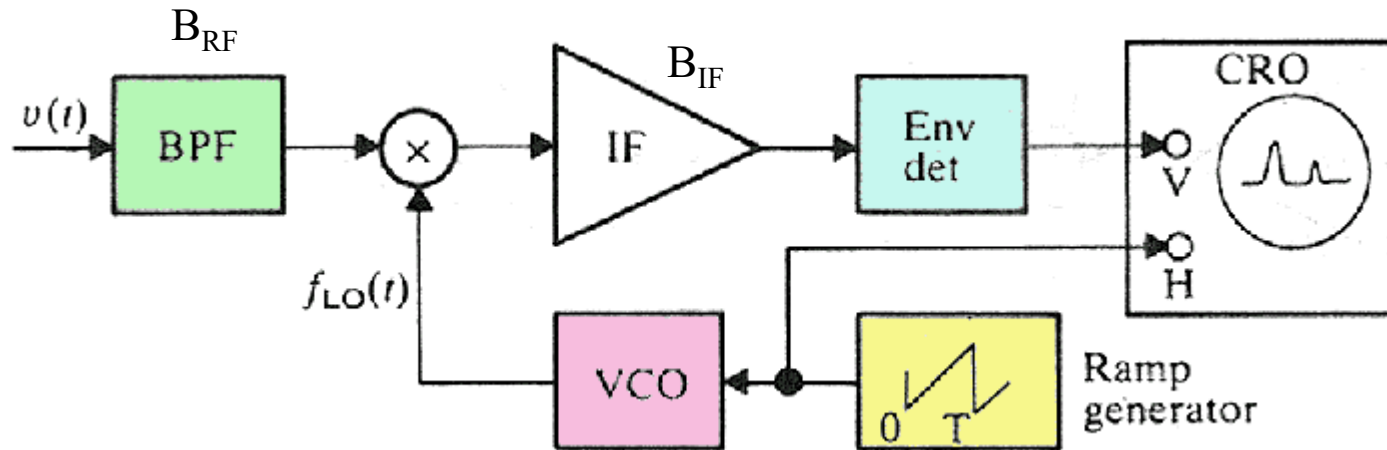 B_RF
B_IF
CRO
v(t)
BPF
×
IF
Env
det
V
H
f_LO(t)
VCO
0 T
Ramp
generator